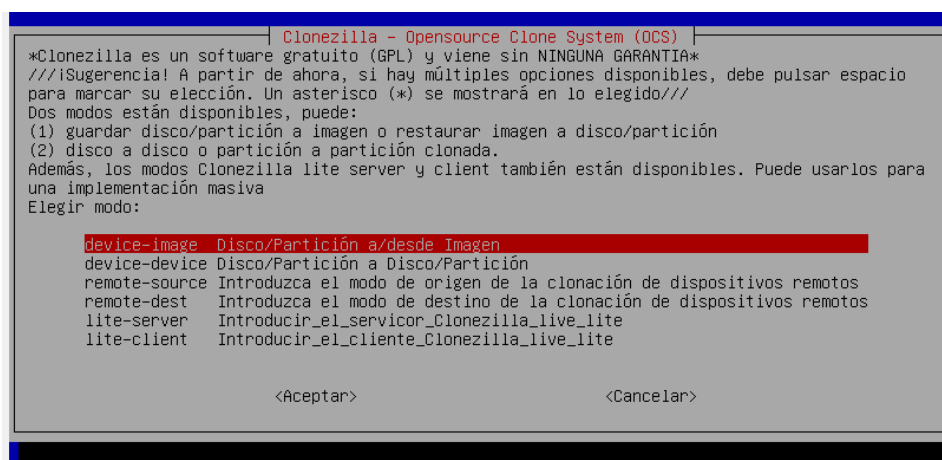 Clonezilla - Opensource Clone System (OCS)
*Clonezilla es un software gratuito (GPL) y viene sin NINGUNA GARANTIA*
///¡Sugerencia! A partir de ahora, si hay múltiples opciones disponibles, debe pulsar espacio
para marcar su elección. Un asterisco (*) se mostrará en lo elegido///
Dos modos están disponibles, puede:
(1) guardar disco/partición a imagen o restaurar imagen a disco/partición
(2) disco a disco o partición a partición clonada.
Además, los modos Clonezilla lite server y client también están disponibles. Puede usarlos para
una implementación masiva
Elegir modo:
device-image Disco/Partición a/desde Imagen
device-device Disco/Partición a Disco/Partición
remote-source Introduzca el modo de origen de la clonación de dispositivos remotos
remote-dest Introduzca el modo de destino de la clonación de dispositivos remotos
lite-server Introducir_el_servicor_Clonezilla_live_lite
lite-client Introducir_el_cliente_Clonezilla_live_lite
<Aceptar> <Cancelar>